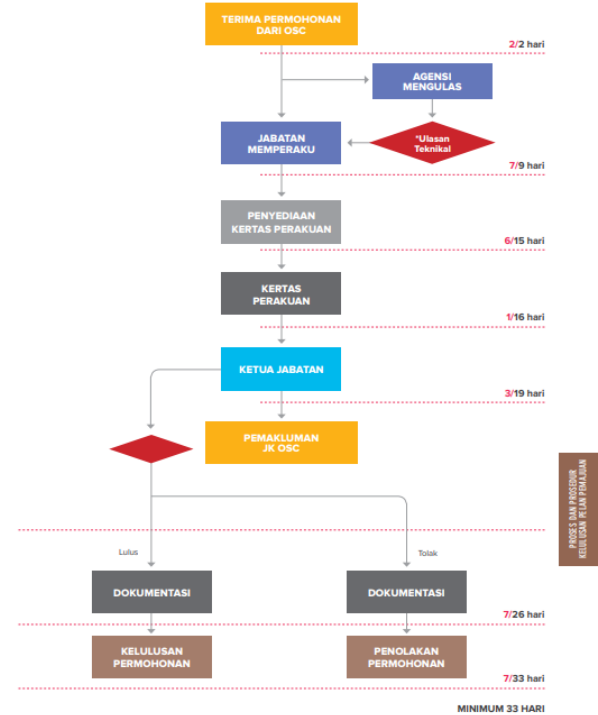 TERIMA PERMOHONAN
DARI OSC
2/2 hari
AGENSI
MENGULAS
JABATAN
MEMPERAKU
*Ulasan
Teknikal
7/9 hari
PENYEDIAAN
KERTAS PERAKUAN
6/15 hari
KERTAS
PERAKUAN
1/16 hari
KETUA JABATAN
3/19 hari
PEMAKLUMAN
JK OSC
PROSES DAN PROSEDUR
KELULUSAN PELAN PEMAJUAN
Lulus
Tolak
DOKUMENTASI
DOKUMENTASI
7/26 hari
KELULUSAN
PERMOHONAN
PENOLAKAN
PERMOHONAN
7/33 hari
MINIMUM 33 HARI